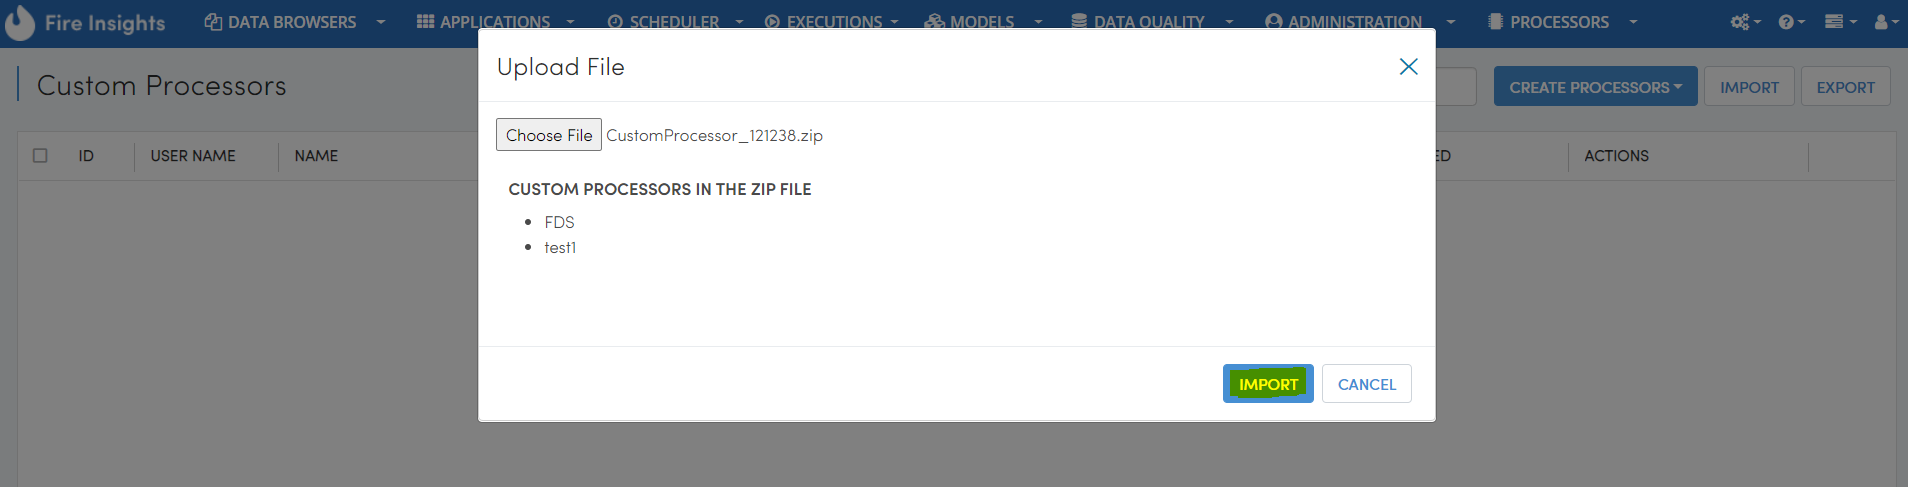 Fire Insights DATA BROWSERS APPLICATIONS SCHEDULER EXECUTIONS MODELS DATA QUALITY ADMINISTRATION PROCESSORS
Upload File
Custom Processors CREATE PROCESSORS IMPORT EXPORT
Choose File CustomProcessor_121238.zip
ID USER NAME NAME ED ACTIONS
CUSTOM PROCESSORS IN THE ZIP FILE
• FDS
• test1
IMPORT CANCEL